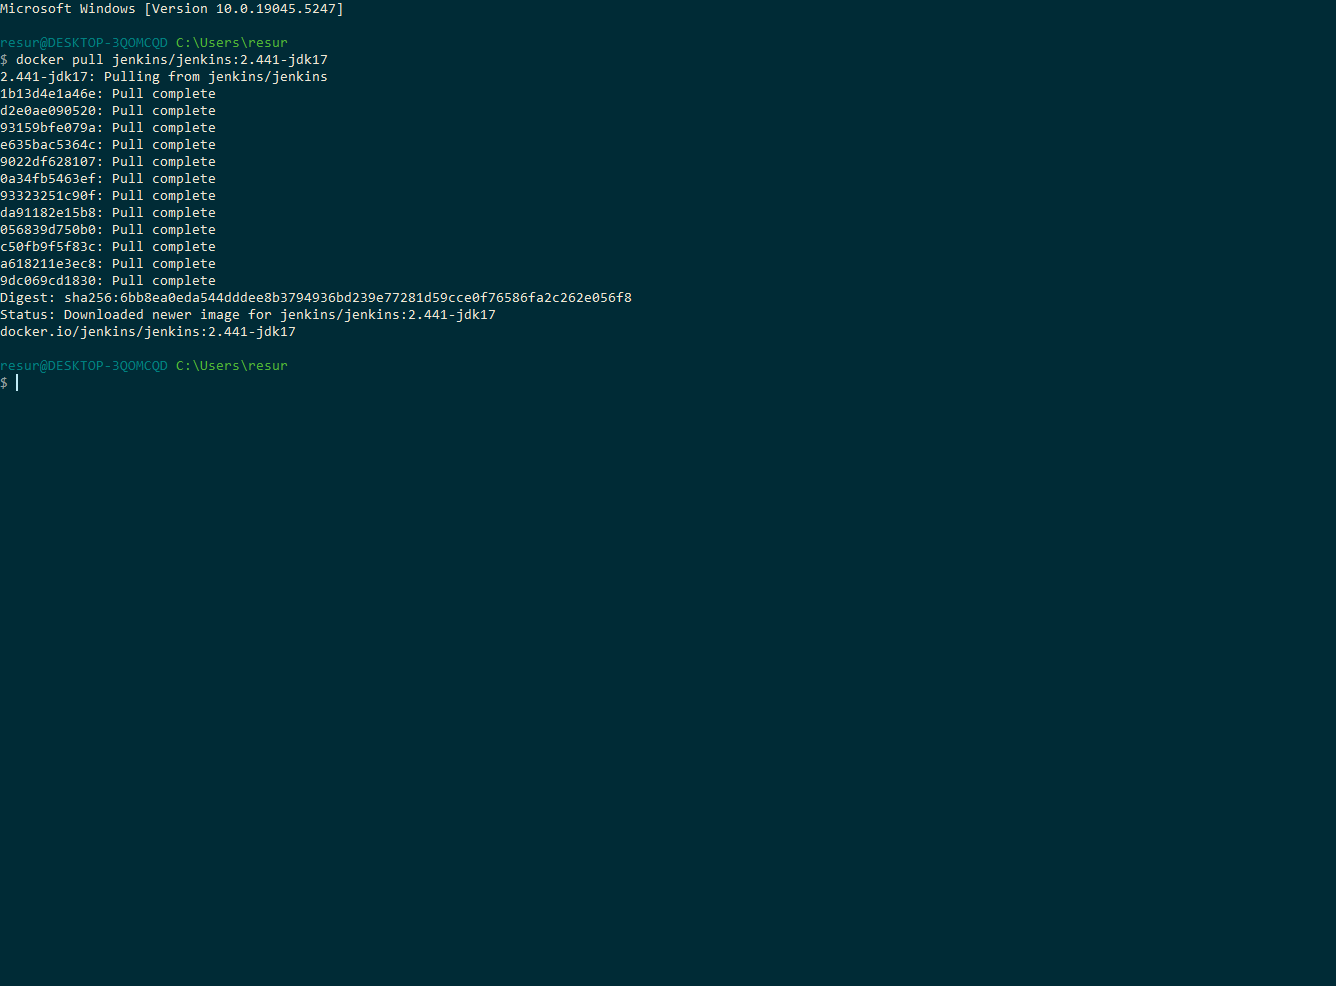 Microsoft Windows [Version 10.0.19045.5247]
resur@DESKTOP-3QOMCQD C:\Users\resur
$ docker pull jenkins/jenkins:2.441-jdk17
2.441-jdk17: Pulling from jenkins/jenkins
1b13d4e1a46e: Pull complete
d2e0ae090520: Pull complete
93159bfe079a: Pull complete
e635bac5364c: Pull complete
9022df628107: Pull complete
0a34fb5463ef: Pull complete
93323251c90f: Pull complete
da91182e15b8: Pull complete
056839d750b0: Pull complete
c50fb9f5f83c: Pull complete
a618211e3ec8: Pull complete
9dc069cd1830: Pull complete
Digest: sha256:6bb8ea0eda544dddee8b3794936bd239e77281d59cce0f76586fa2c262e056f8
Status: Downloaded newer image for jenkins/jenkins:2.441-jdk17
docker.io/jenkins/jenkins:2.441-jdk17
resur@DESKTOP-3QOMCQD C:\Users\resur
$